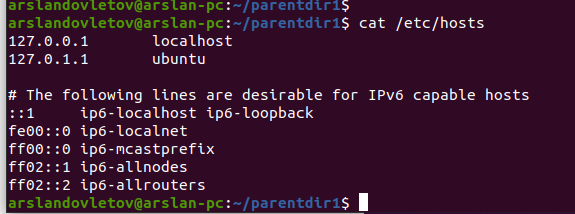 arslandovletov@arslan-pc:~/parentdir1$
arslandovletov@arslan-pc:~/parentdir1$ cat /etc/hosts
127.0.0.1       localhost
127.0.1.1       ubuntu

# The following lines are desirable for IPv6 capable hosts
::1     ip6-localhost ip6-loopback
fe00::0 ip6-localnet
ff00::0 ip6-mcastprefix
ff02::1 ip6-allnodes
ff02::2 ip6-allrouters
arslandovletov@arslan-pc:~/parentdir1$